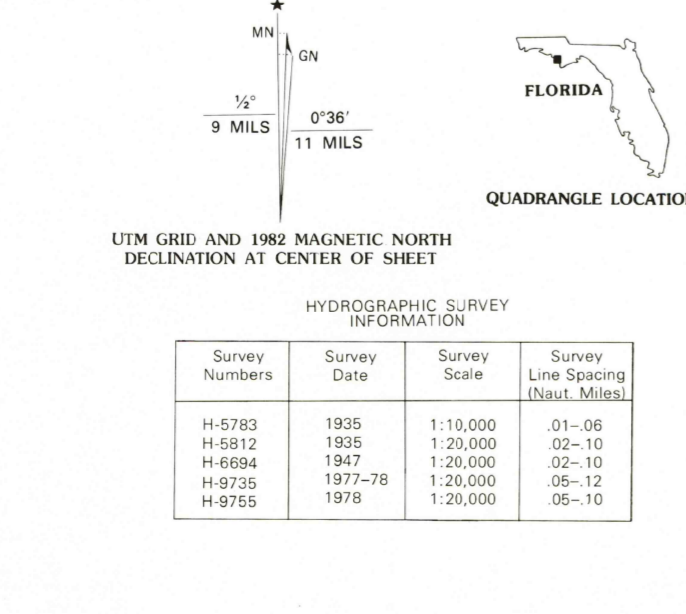 ★
MN
GN
½°
9 MILS
0°36′
11 MILS
UTM GRID AND 1982 MAGNETIC NORTH
DECLINATION AT CENTER OF SHEET
FLORIDA
QUADRANGLE LOCATIO
HYDROGRAPHIC SURVEY
INFORMATION
Survey Numbers | Survey Date | Survey Scale | Survey Line Spacing (Naut. Miles)
H-5783 1935 1:10,000 .01–.06
H-5812 1935 1:20,000 .02–.10
H-6694 1947 1:20,000 .02–.10
H-9735 1977–78 1:20,000 .05–.12
H-9755 1978 1:20,000 .05–.10